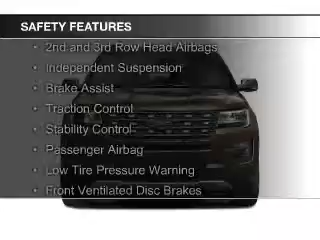 SAFETY FEATURES
• 2nd and 3rd Row Head Airbags
• Independent Suspension
• Brake Assist
• Traction Control
• Stability Control
• Passenger Airbag
• Low Tire Pressure Warning
• Front Ventilated Disc Brakes